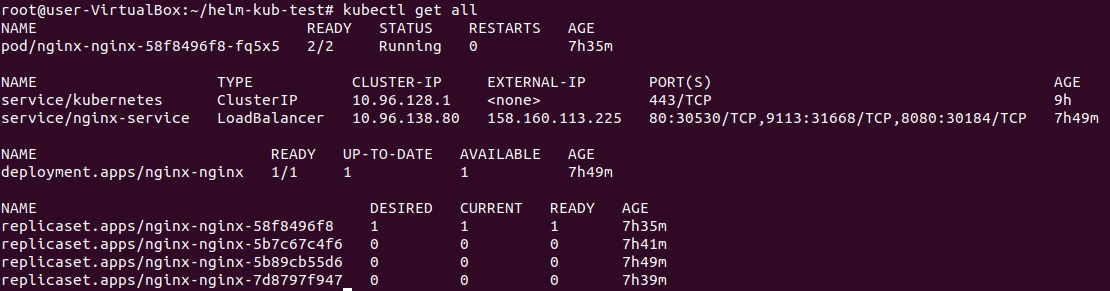 root@user-VirtualBox:~/helm-kub-test# kubectl get all
NAME READY STATUS RESTARTS AGE
pod/nginx-nginx-58f8496f8-fq5x5 2/2 Running 0 7h35m
NAME TYPE CLUSTER-IP EXTERNAL-IP PORT(S) AGE
service/kubernetes ClusterIP 10.96.128.1 <none> 443/TCP 9h
service/nginx-service LoadBalancer 10.96.138.80 158.160.113.225 80:30530/TCP,9113:31668/TCP,8080:30184/TCP 7h49m
NAME READY UP-TO-DATE AVAILABLE AGE
deployment.apps/nginx-nginx 1/1 1 1 7h49m
NAME DESIRED CURRENT READY AGE
replicaset.apps/nginx-nginx-58f8496f8 1 1 1 7h35m
replicaset.apps/nginx-nginx-5b7c67c4f6 0 0 0 7h41m
replicaset.apps/nginx-nginx-5b89cb55d6 0 0 0 7h49m
replicaset.apps/nginx-nginx-7d8797f947 0 0 0 7h39m